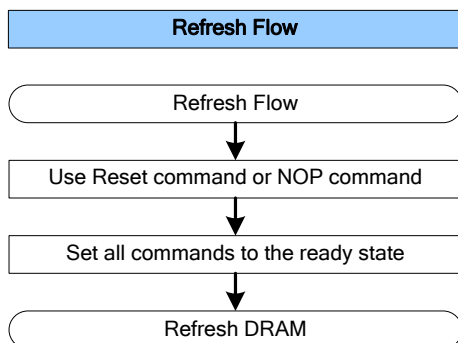 Refresh Flow
Refresh Flow
Use Reset command or NOP command
Set all commands to the ready state
Refresh DRAM